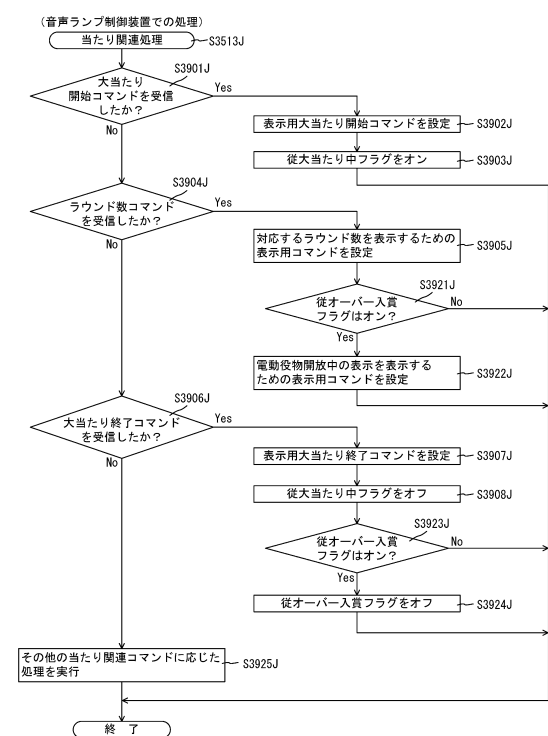 （音声ランプ制御装置での処理）
当たり関連処理
S3513J
S3901J
大当たり
開始コマンドを受信
したか？
Yes
No
表示用大当たり開始コマンドを設定
S3902J
従大当たり中フラグをオン
S3903J
S3904J
ラウンド数コマンド
を受信したか？
Yes
No
対応するラウンド数を表示するための
表示用コマンドを設定
S3905J
S3921J
従オーバー入賞
フラグはオン？
No
Yes
電動役物開放中の表示を表示する
ための表示用コマンドを設定
S3922J
S3906J
大当たり終了コマンド
を受信したか？
Yes
No
表示用大当たり終了コマンドを設定
S3907J
従大当たり中フラグをオフ
S3908J
S3923J
従オーバー入賞
フラグはオン？
No
Yes
従オーバー入賞フラグをオフ
S3924J
その他の当たり関連コマンドに応じた
処理を実行
S3925J
終 了